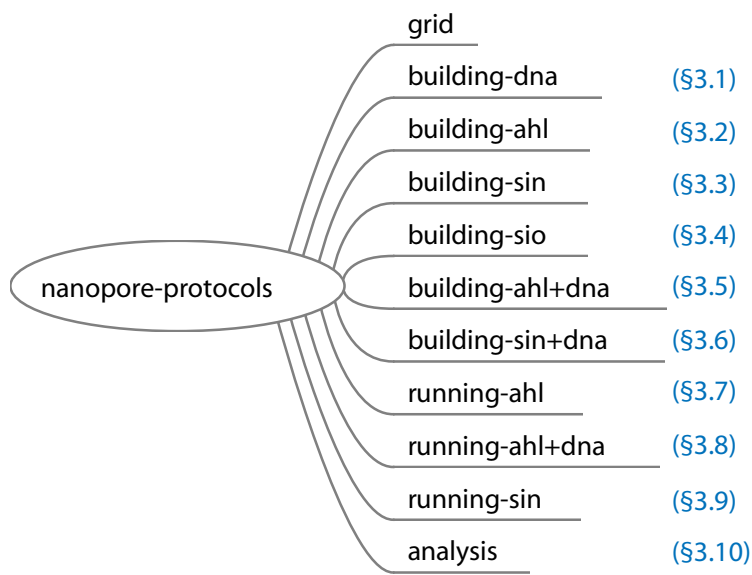 grid
building-dna (§3.1)
building-ahl (§3.2)
building-sin (§3.3)
building-sio (§3.4)
nanopore-protocols
building-ahl+dna (§3.5)
building-sin+dna (§3.6)
running-ahl (§3.7)
running-ahl+dna (§3.8)
running-sin (§3.9)
analysis (§3.10)